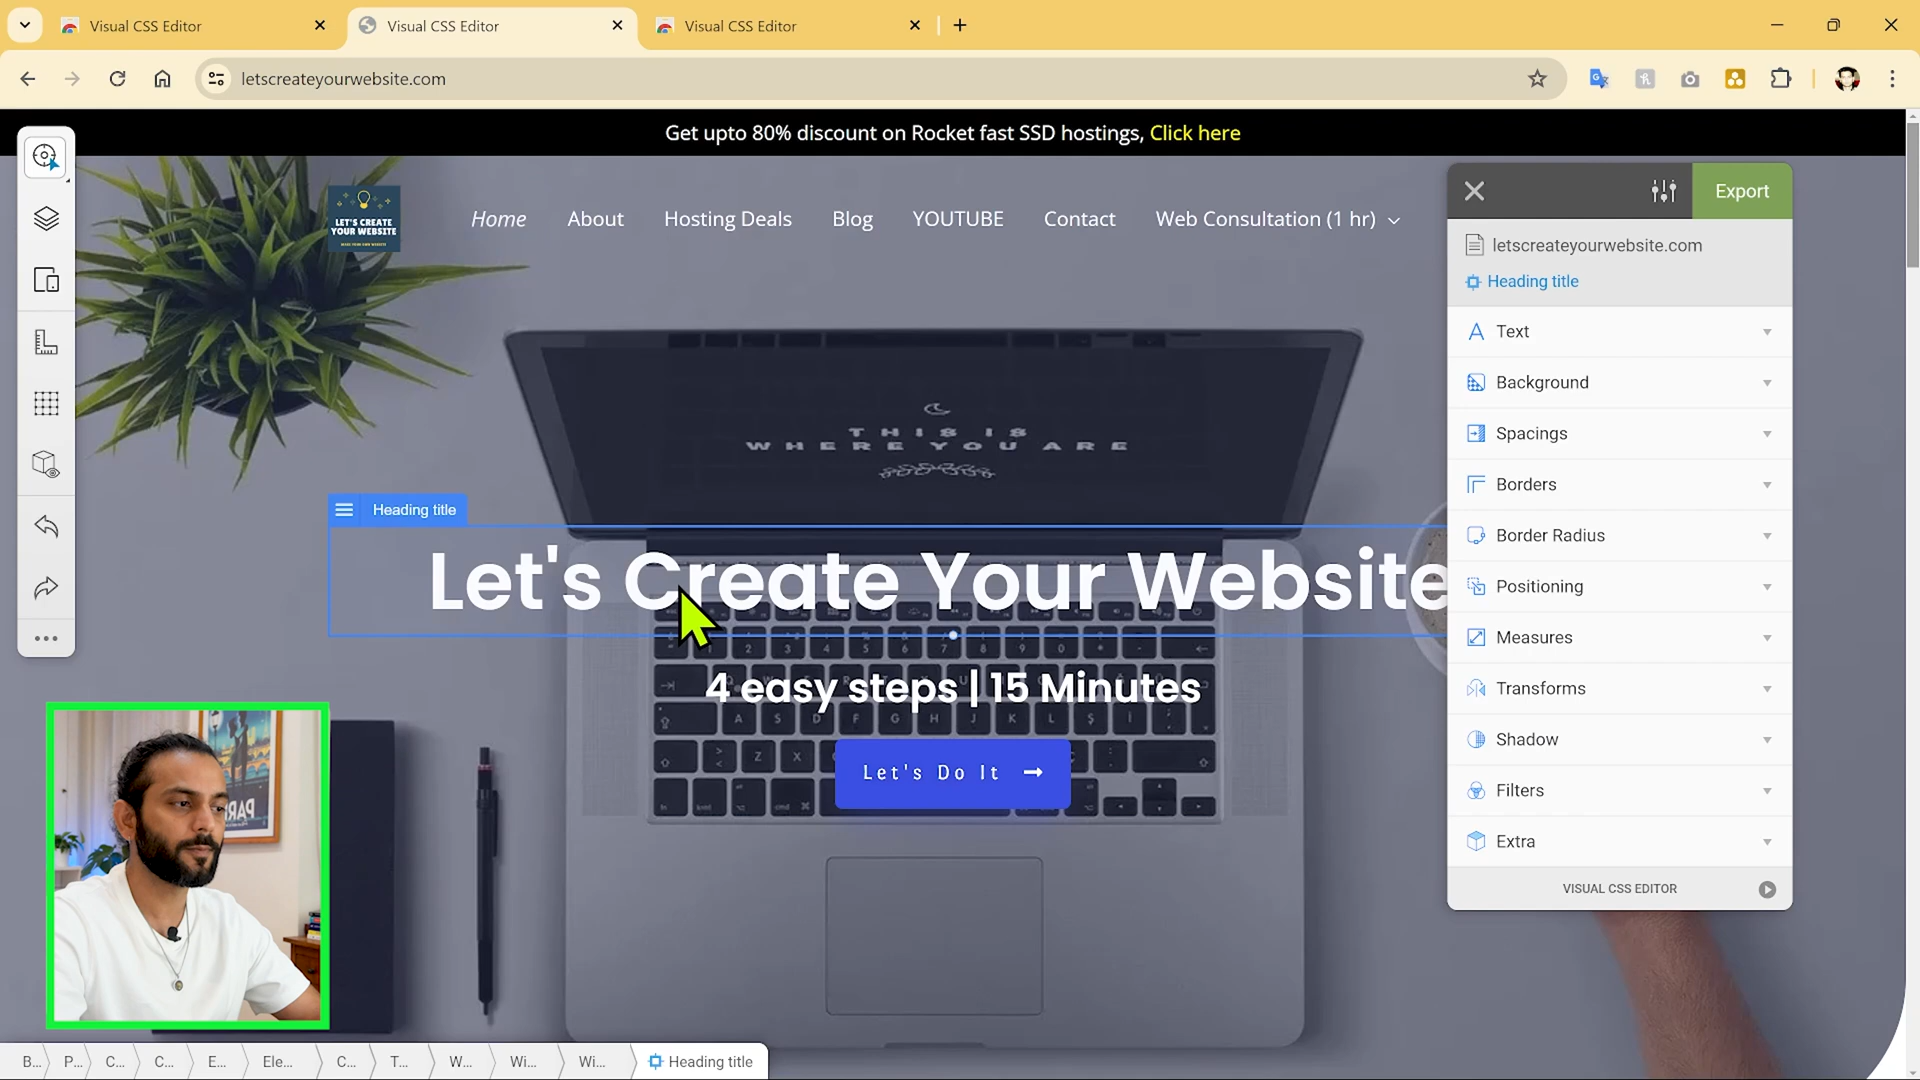 Visual CSS Editor
Visual CSS Editor
Visual CSS Editor
letscreateyourwebsite.com
Get upto 80% discount on Rocket fast SSD hostings, Click here
LET'S CREATE
YOUR WEBSITE
Home
About
Hosting Deals
Blog
YOUTUBE
Contact
Web Consultation (1 hr)
Export
letscreateyourwebsite.com
Heading title
Text
Background
Spacings
Borders
Border Radius
Positioning
Measures
Transforms
Shadow
Filters
Extra
VISUAL CSS EDITOR
THIS IS
WHERE YOU ARE
Heading title
Let's Create Your Website
4 easy steps | 15 Minutes
Let's Do It
B...
P...
C...
C...
E...
Ele...
C...
T...
W...
Wi...
Wi...
Heading title